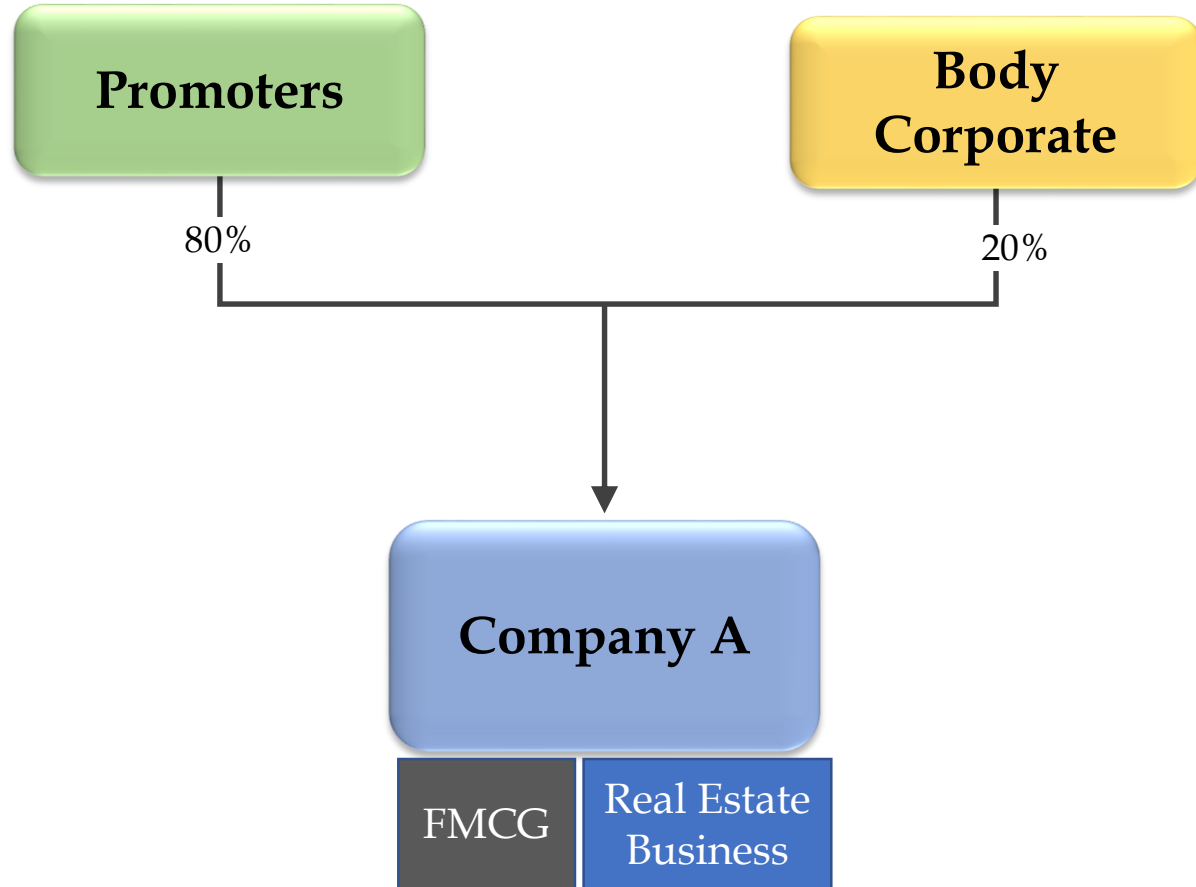 Promoters
Body
Corporate
80%
20%
Company A
FMCG
Real Estate
Business